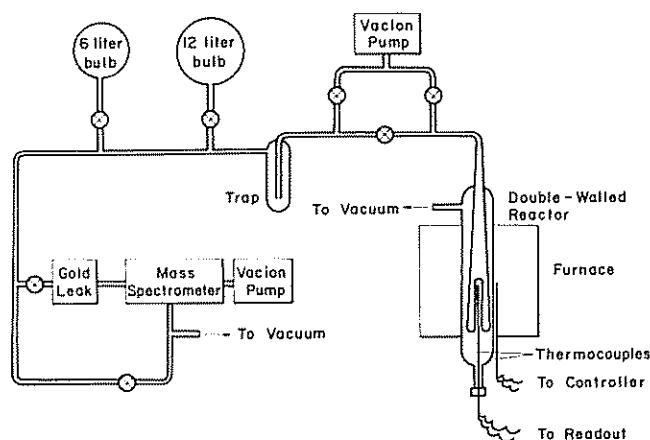 6 liter
bulb
12 liter
bulb
VacIon
Pump
Trap
To Vacuum
Double-Walled
Reactor
Furnace
Gold
Leak
Mass
Spectrometer
VacIon
Pump
To Vacuum
Thermocouples
To Controller
To Readout